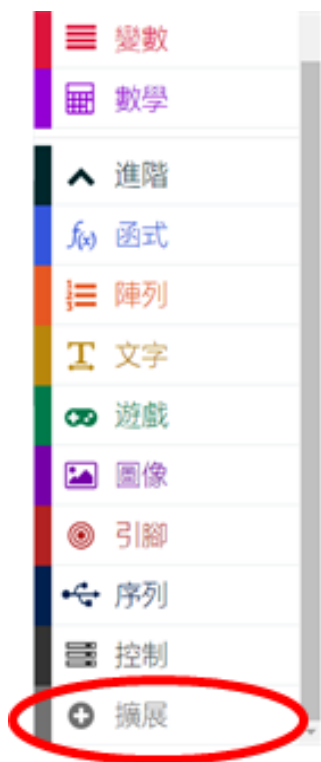 變數
數學
進階
f(x) 函式
陣列
文字
遊戲
圖像
引腳
序列
控制
擴展